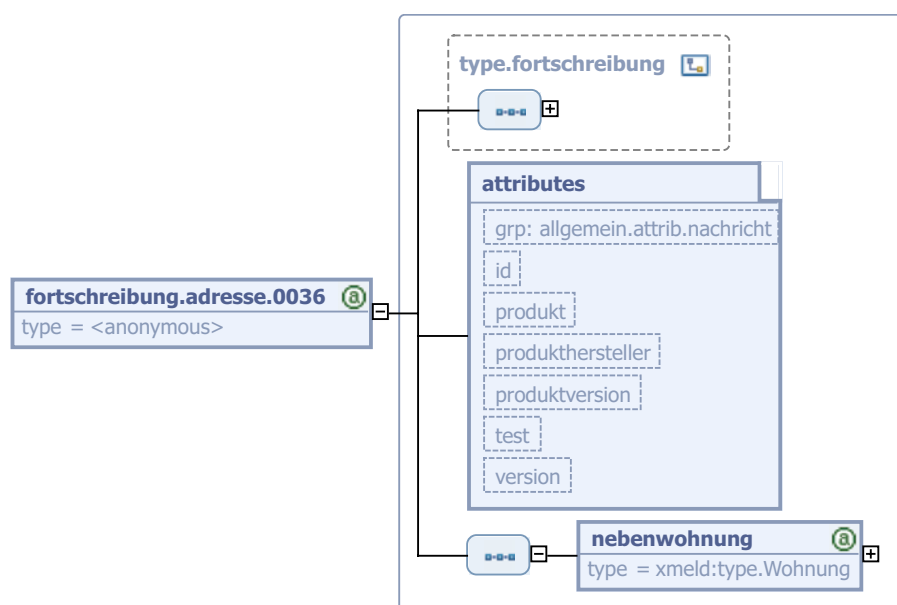 type.fortschreibung
attributes
grp: allgemein.attrib.nachricht
id
produkt
produkthersteller
produktversion
test
version
fortschreibung.adresse.0036
type = <anonymous>
nebenwohnung
type = xmeld:type.Wohnung